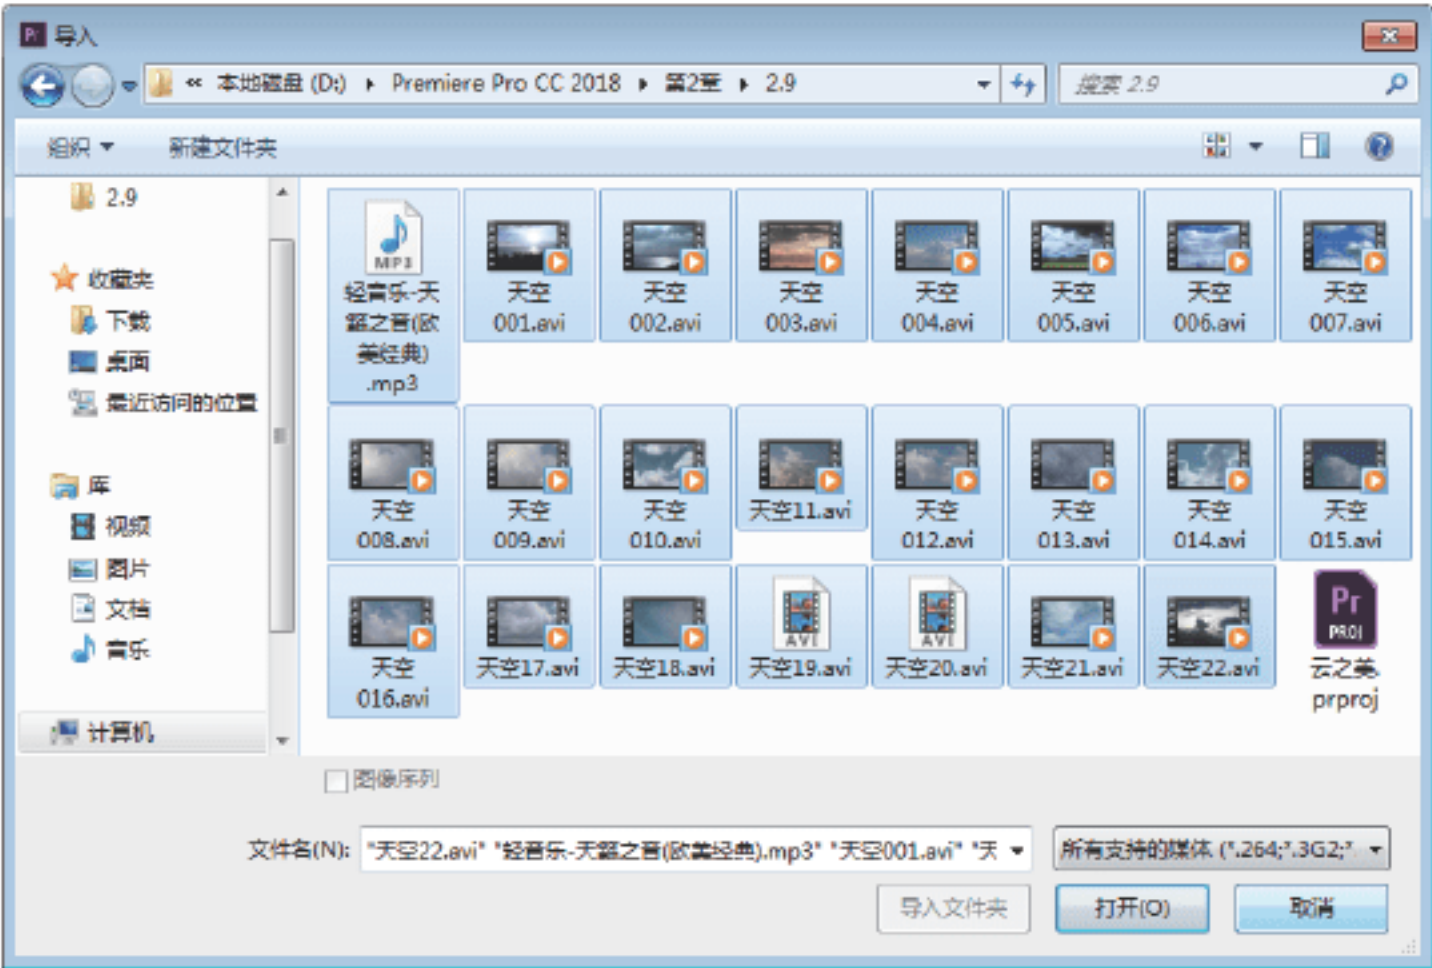 Pr 导入
« 本地磁盘 (D:) ▸ Premiere Pro CC 2018 ▸ 第2章 ▸ 2.9
搜索 2.9
组织 新建文件夹
2.9
收藏夹
下载
桌面
最近访问的位置
库
视频
图片
文档
音乐
计算机
MP3
轻音乐-天
籁之音(欧
美经典)
.mp3
天空
001.avi
天空
002.avi
天空
003.avi
天空
004.avi
天空
005.avi
天空
006.avi
天空
007.avi
天空
008.avi
天空
009.avi
天空
010.avi
天空11.avi
天空
012.avi
天空
013.avi
天空
014.avi
天空
015.avi
天空
016.avi
天空17.avi
天空18.avi
AVI
天空19.avi
AVI
天空20.avi
天空21.avi
天空22.avi
Pr
PROJ
云之美.
prproj
图像序列
文件名(N): "天空22.avi" "轻音乐-天籁之音(欧美经典).mp3" "天空001.avi" "天
所有支持的媒体 (*.264;*.3G2;*.
导入文件夹 打开(O) 取消